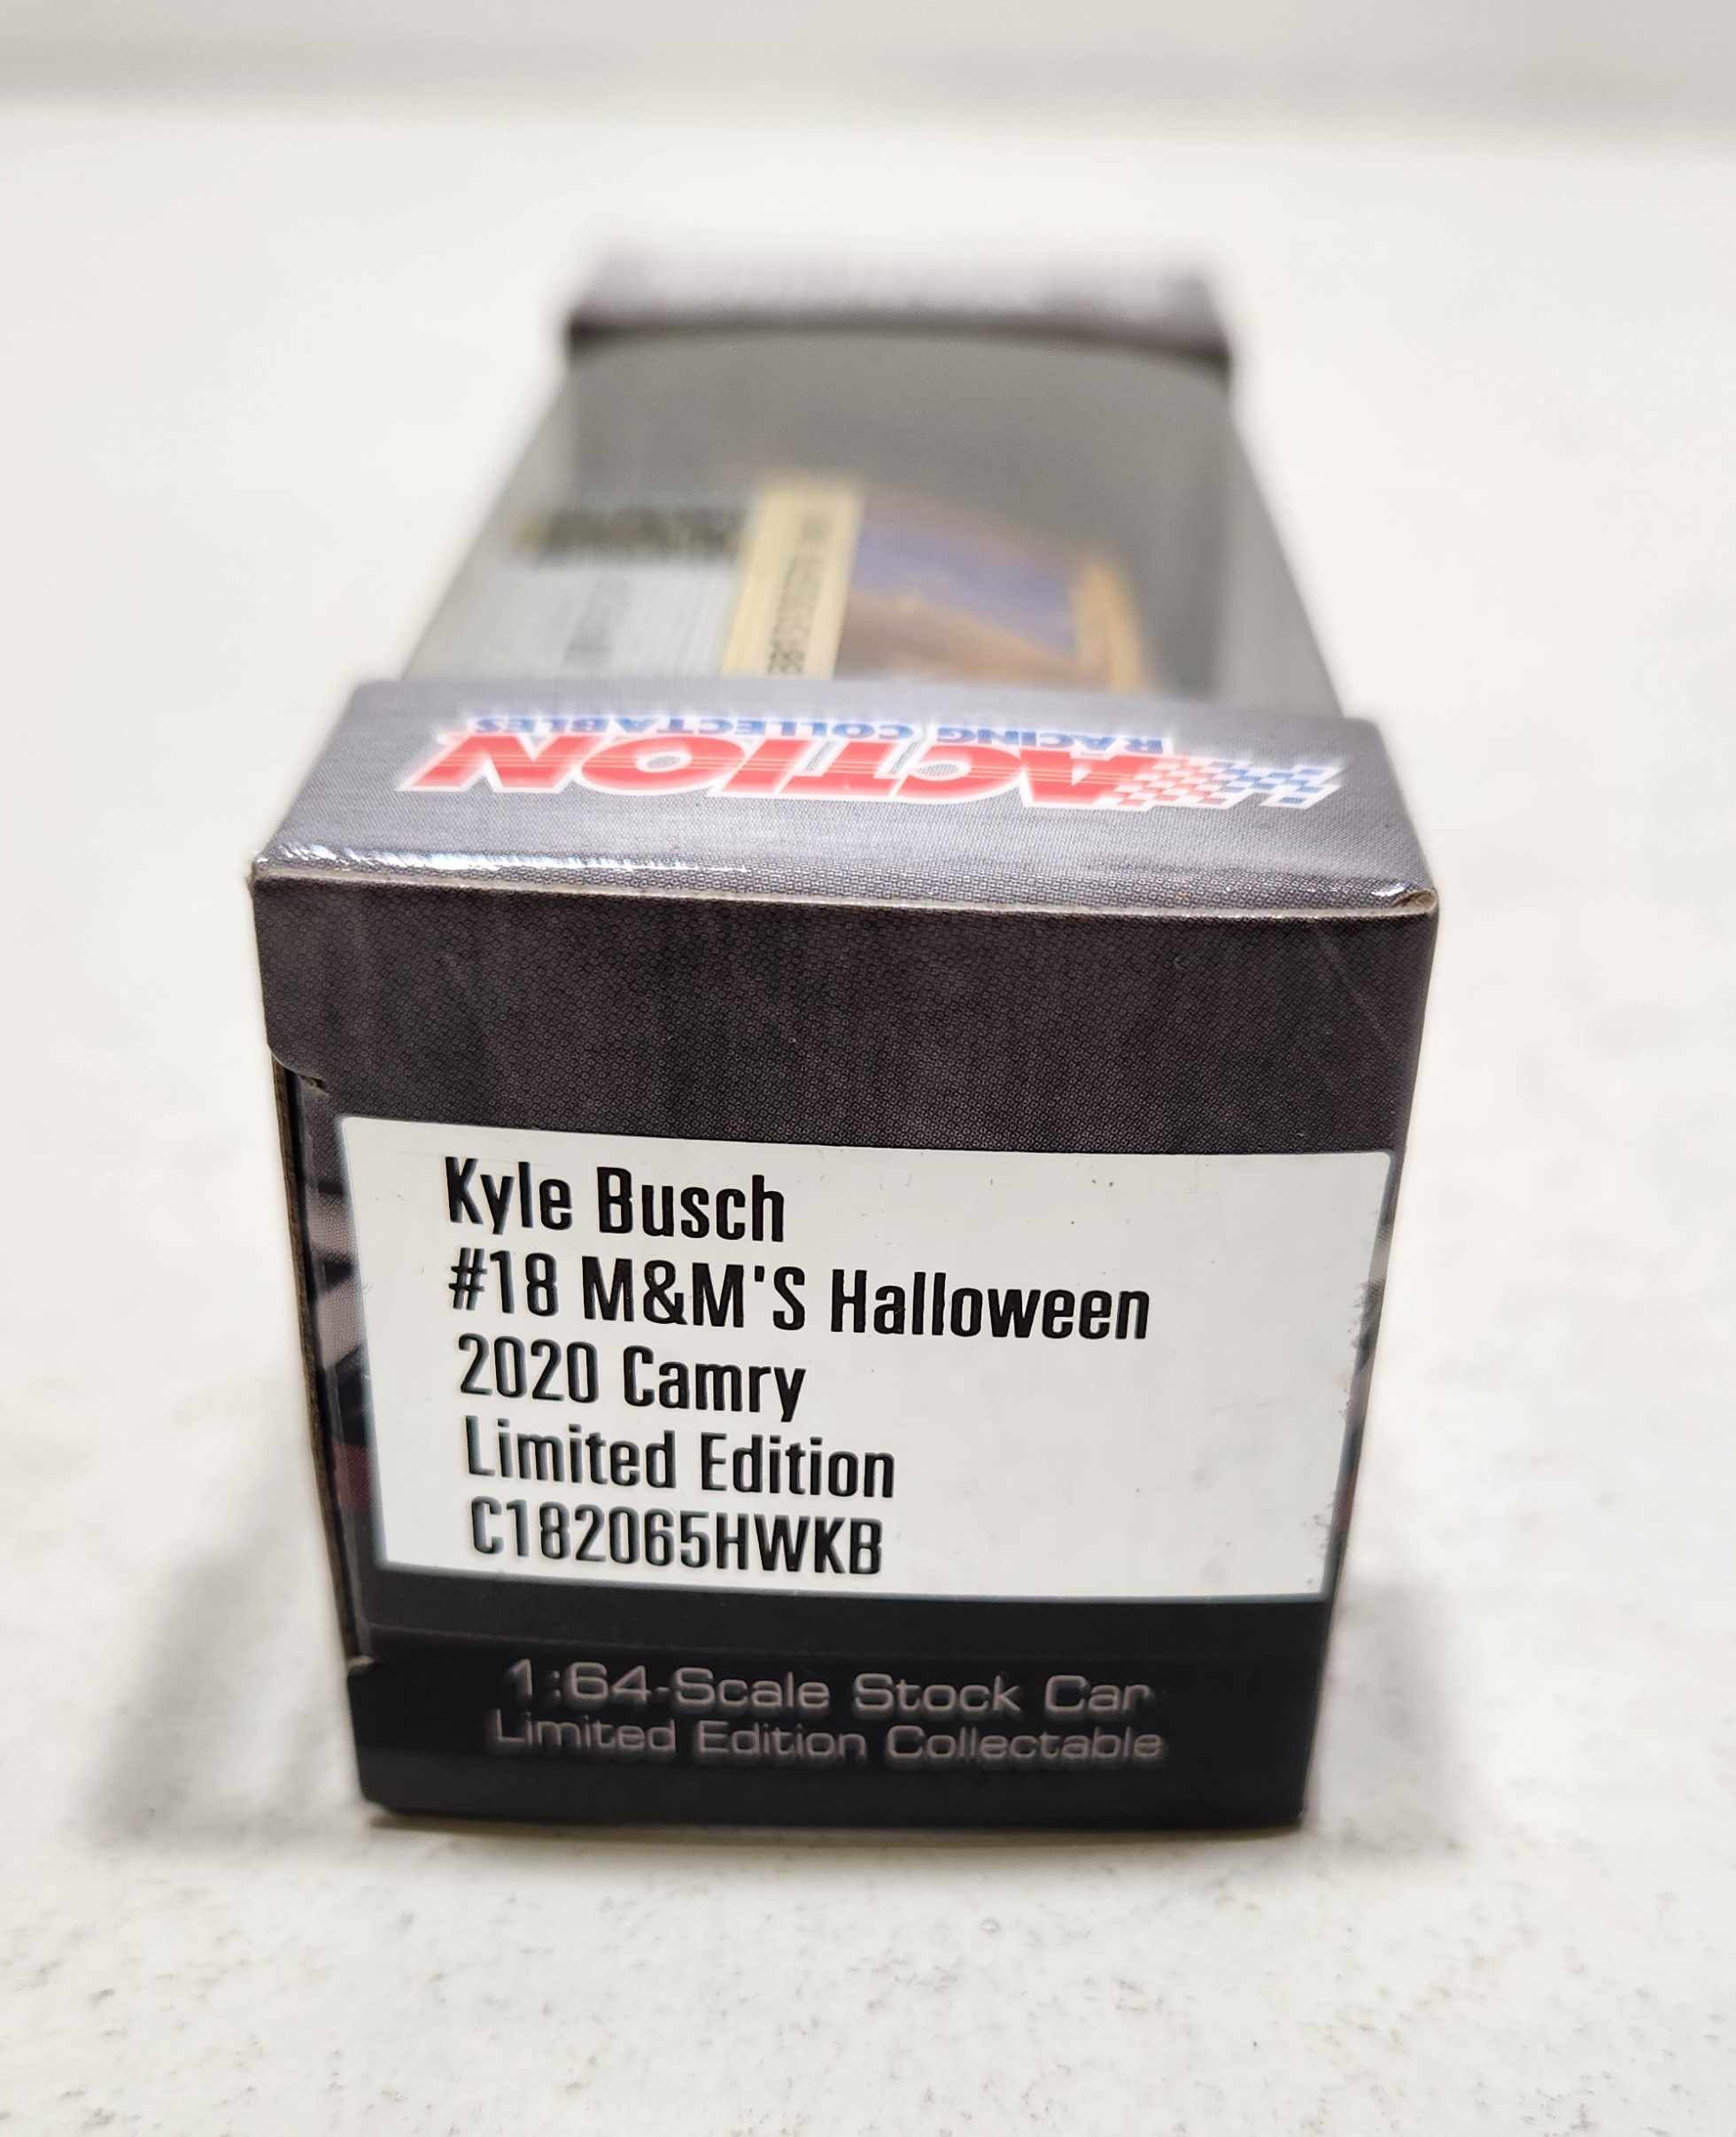 ACTION
RACING COLLECTABLES
Kyle Busch
#18 M&M'S Halloween
2020 Camry
Limited Edition
C182065HWKB
1:64-Scale Stock Car
Limited Edition Collectable